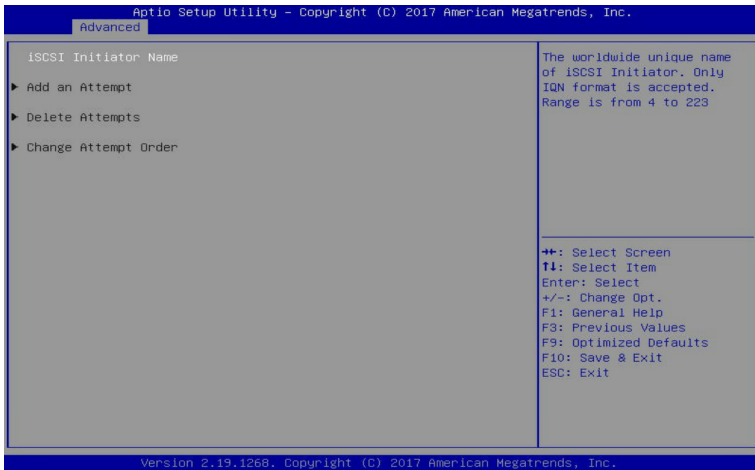 Aptio Setup Utility – Copyright (C) 2017 American Megatrends, Inc.
Advanced
iSCSI Initiator Name
▶ Add an Attempt
▶ Delete Attempts
▶ Change Attempt Order
The worldwide unique name
of iSCSI Initiator. Only
IQN format is accepted.
Range is from 4 to 223
→←: Select Screen
↑↓: Select Item
Enter: Select
+/-: Change Opt.
F1: General Help
F3: Previous Values
F9: Optimized Defaults
F10: Save & Exit
ESC: Exit
Version 2.19.1268. Copyright (C) 2017 American Megatrends, Inc.